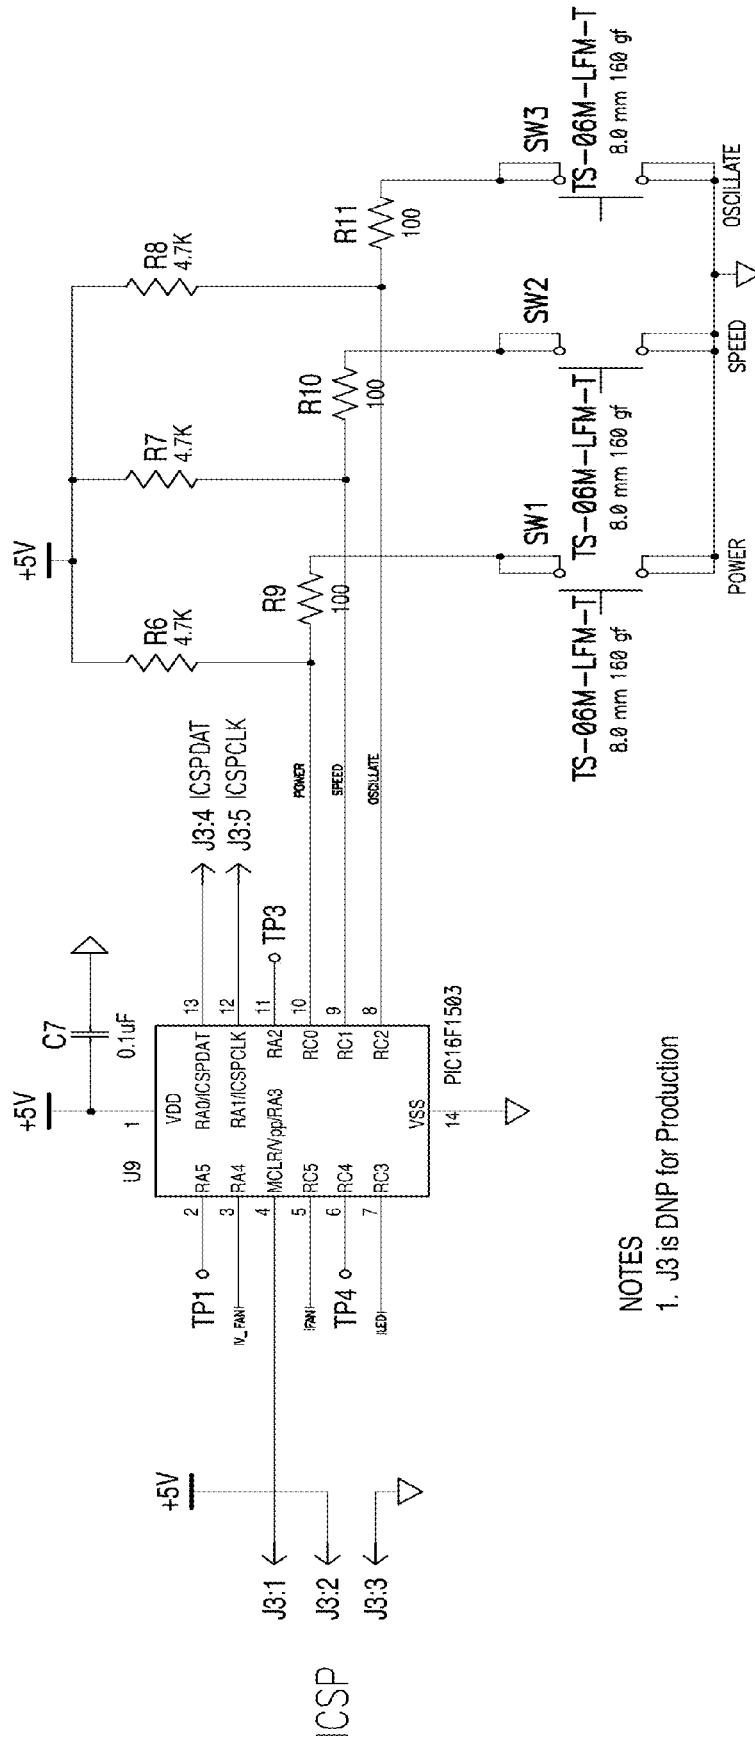 ICSP
J3:1
J3:2
J3:3
+5V
TP1
V_FAN
FAN
TP4
LED
U9
+5V
1
VDD
C7
0.1uF
2
RA5
3
RA4
4
MCLR/Vpp/RA3
5
RC5
6
RC4
7
RC3
RA0/ICSPDAT
13
RA1/ICSPCLK
12
RA2
11
RC0
10
RC1
9
RC2
8
VSS
14
PIC16F1503
J3:4 ICSPDAT
J3:5 ICSPCLK
TP3
POWER
SPEED
OSCILLATE
+5V
R6
4.7K
R7
4.7K
R8
4.7K
R9
100
R10
100
R11
100
SW1
TS-06M-LFM-T
8.0 mm 160 gf
POWER
SW2
TS-06M-LFM-T
8.0 mm 160 gf
SPEED
SW3
TS-06M-LFM-T
8.0 mm 160 gf
OSCILLATE
NOTES
1. J3 is DNP for Production